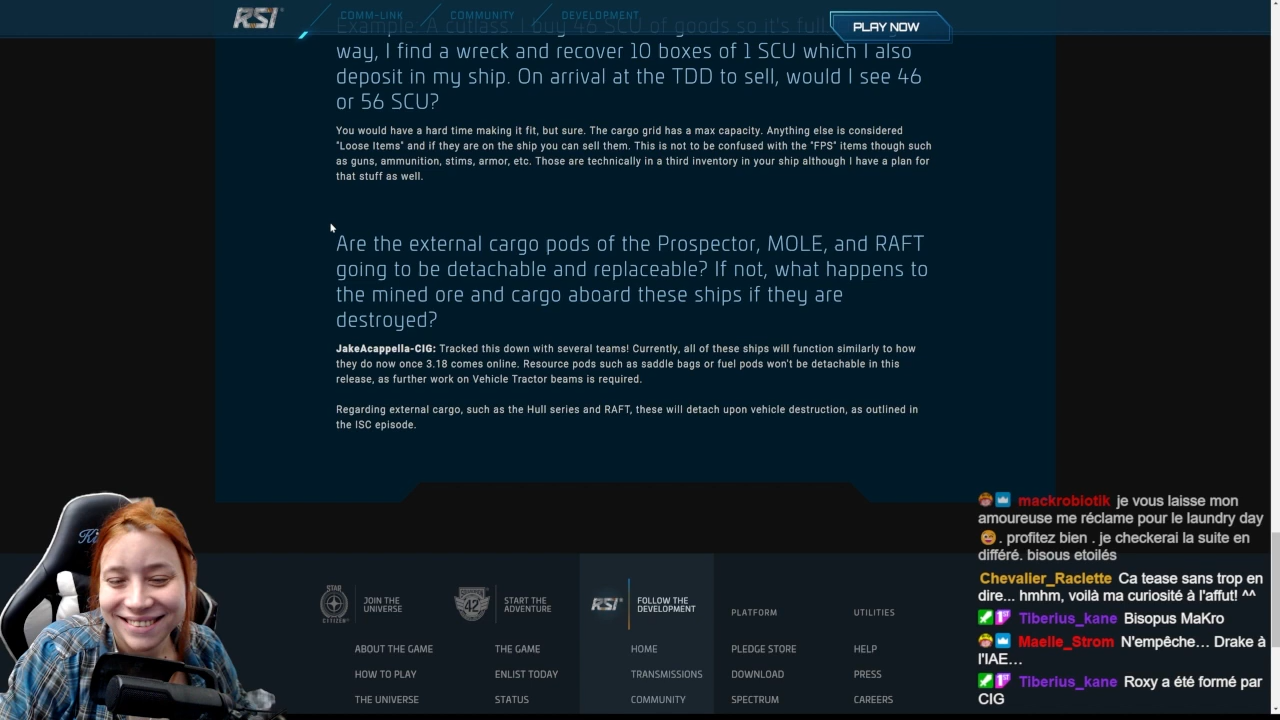 RSI
COMM-LINK
COMMUNITY
DEVELOPMENT
PLAY NOW
Example: A cutlass. I buy 46 SCU of goods so it's full.
way, I find a wreck and recover 10 boxes of 1 SCU which I also
deposit in my ship. On arrival at the TDD to sell, would I see 46
or 56 SCU?
You would have a hard time making it fit, but sure. The cargo grid has a max capacity. Anything else is considered
"Loose Items" and if they are on the ship you can sell them. This is not to be confused with the "FPS" items though such
as guns, ammunition, stims, armor, etc. Those are technically in a third inventory in your ship although I have a plan for
that stuff as well.
Are the external cargo pods of the Prospector, MOLE, and RAFT
going to be detachable and replaceable? If not, what happens to
the mined ore and cargo aboard these ships if they are
destroyed?
JakeAcappella-CIG: Tracked this down with several teams! Currently, all of these ships will function similarly to how
they do now once 3.18 comes online. Resource pods such as saddle bags or fuel pods won't be detachable in this
release, as further work on Vehicle Tractor beams is required.
Regarding external cargo, such as the Hull series and RAFT, these will detach upon vehicle destruction, as outlined in
the ISC episode.
mackrobiotik je vous laisse mon
amoureuse me réclame pour le laundry day
. profitez bien . je checkerai la suite en
différé. bisous etoilés
Chevalier_Raclette Ca tease sans trop en
dire... hmhm, voilà ma curiosité à l'affut! ^^
Tiberius_kane Bisopus MaKro
Maelle_Strom N'empêche… Drake à
l'IAE…
Tiberius_kane Roxy a été formé par
CIG
STAR
CITIZEN
JOIN THE
UNIVERSE
42
START THE
ADVENTURE
RSI
FOLLOW THE
DEVELOPMENT
PLATFORM
UTILITIES
ABOUT THE GAME
THE GAME
HOME
PLEDGE STORE
HELP
HOW TO PLAY
ENLIST TODAY
TRANSMISSIONS
DOWNLOAD
PRESS
THE UNIVERSE
STATUS
COMMUNITY
SPECTRUM
CAREERS